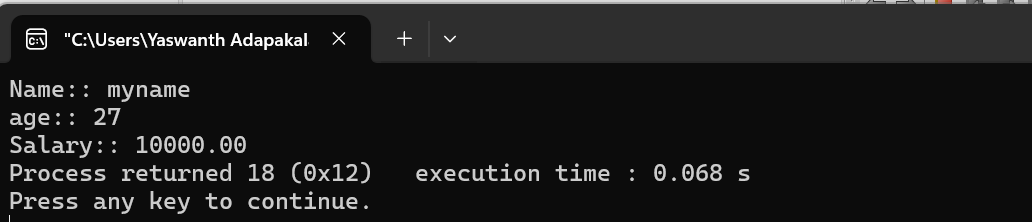 "C:\Users\Yaswanth Adapakal
Name:: myname
age:: 27
Salary:: 10000.00
Process returned 18 (0x12)   execution time : 0.068 s
Press any key to continue.